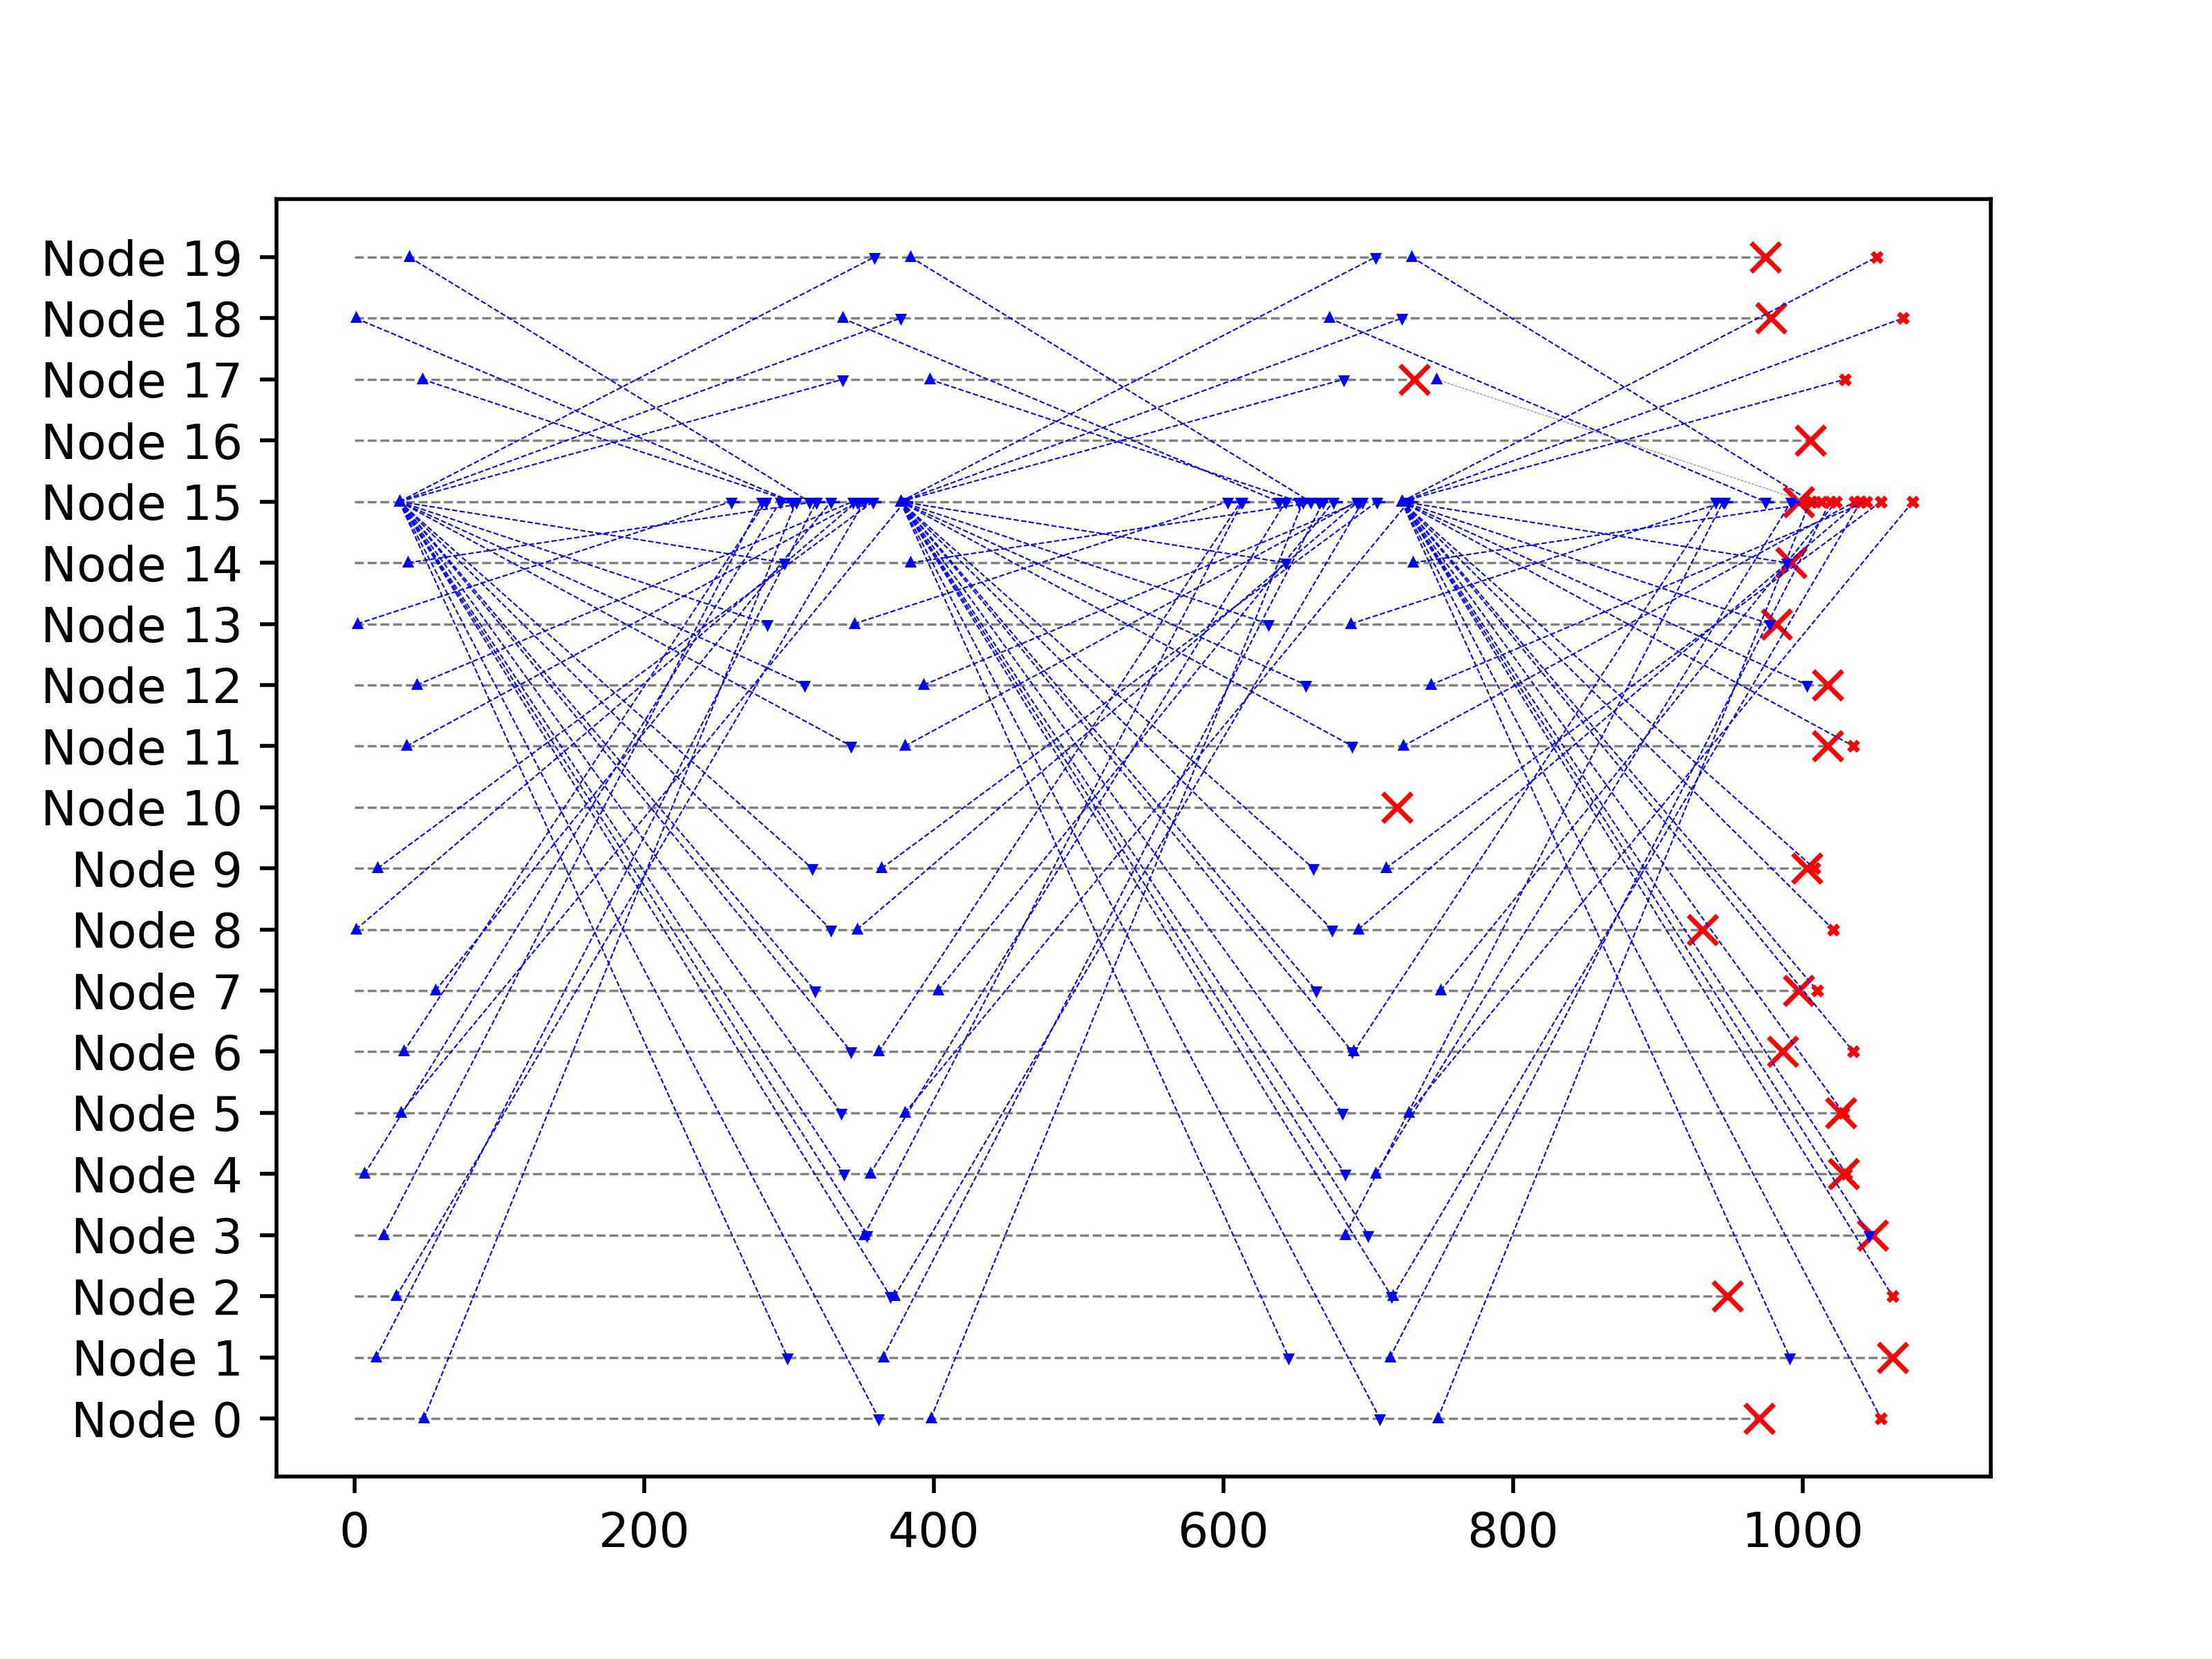 Node 19
Node 18
Node 17
Node 16
Node 15
Node 14
Node 13
Node 12
Node 11
Node 10
Node 9
Node 8
Node 7
Node 6
Node 5
Node 4
Node 3
Node 2
Node 1
Node 0
0 200 400 600 800 1000